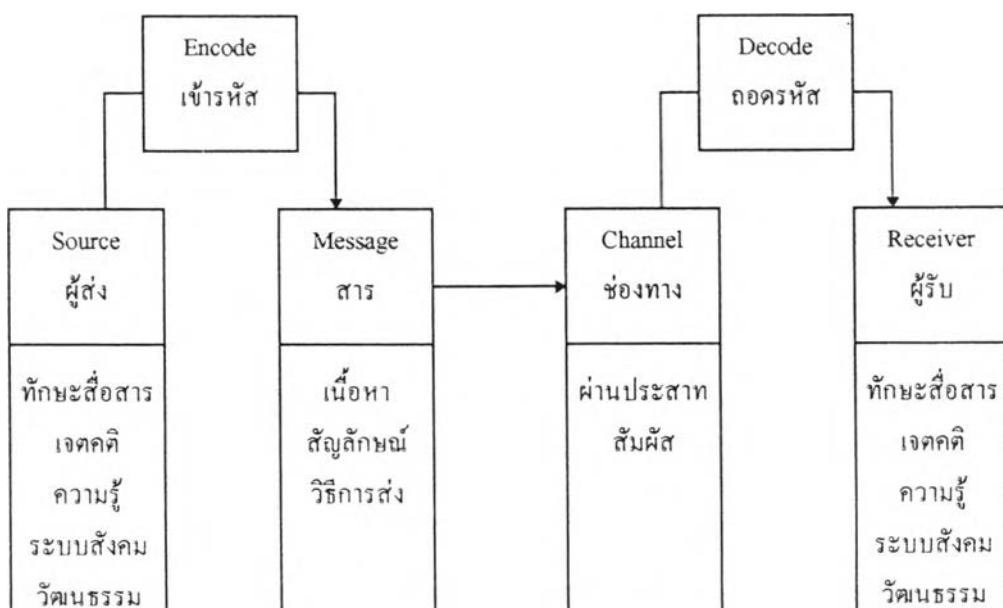 Encode
เข้ารหัส
Decode
ถอดรหัส
Source
ผู้ส่ง
Message
สาร
Channel
ช่องทาง
Receiver
ผู้รับ
ทักษะสื่อสาร
เจตคติ
ความรู้
ระบบสังคม
วัฒนธรรม
เนื้อหา
สัญลักษณ์
วิธีการส่ง
ผ่านประสาท
สัมผัส
ทักษะสื่อสาร
เจตคติ
ความรู้
ระบบสังคม
วัฒนธรรม